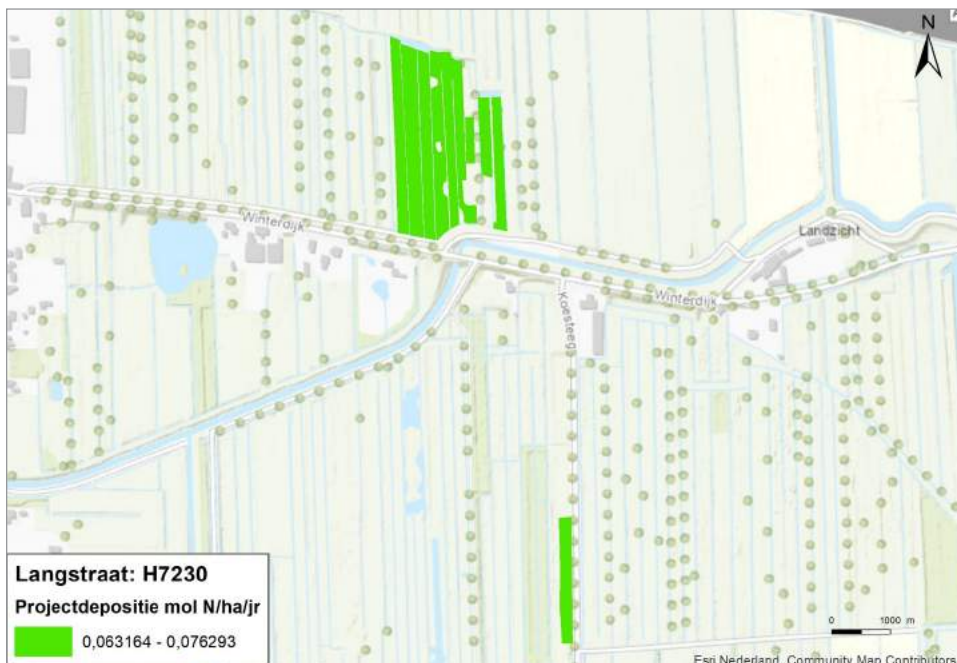 N
Winterdijk
Landzicht
Winterdijk
Koesteeg
Langstraat: H7230
Projectdepositie mol N/ha/jr
0,063164 - 0,076293
0 1000 m
Esri Nederland, Community Map Contributors